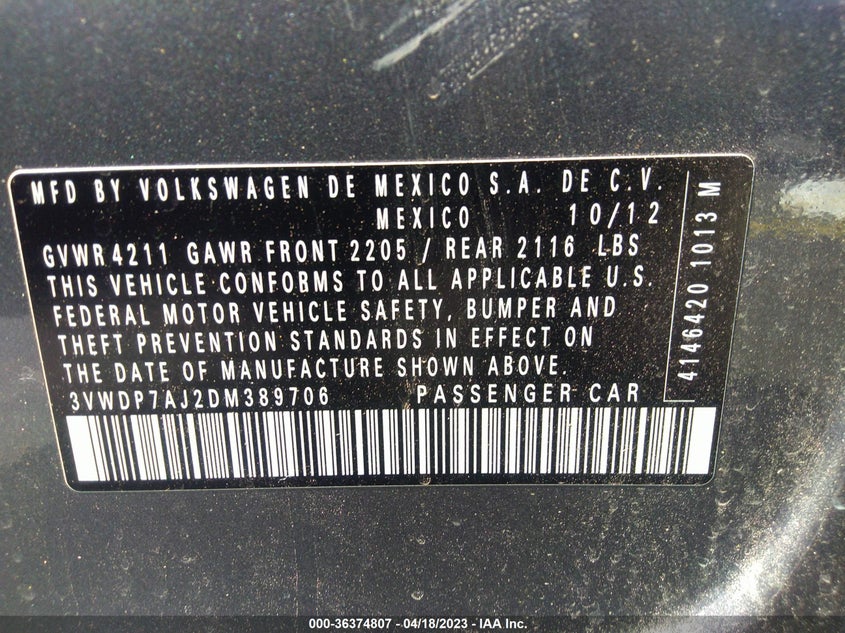 MFD BY VOLKSWAGEN DE MEXICO S.A. DE C.V.
MEXICO 10/12
GVWR 4211 GAWR FRONT 2205 / REAR 2116 LBS
THIS VEHICLE CONFORMS TO ALL APPLICABLE U.S.
FEDERAL MOTOR VEHICLE SAFETY, BUMPER AND
THEFT PREVENTION STANDARDS IN EFFECT ON
THE DATE OF MANUFACTURE SHOWN ABOVE.
3VWDP7AJ2DM389706 PASSENGER CAR
4146420 1013 M
000-36374807 - 04/18/2023 - IAA Inc.